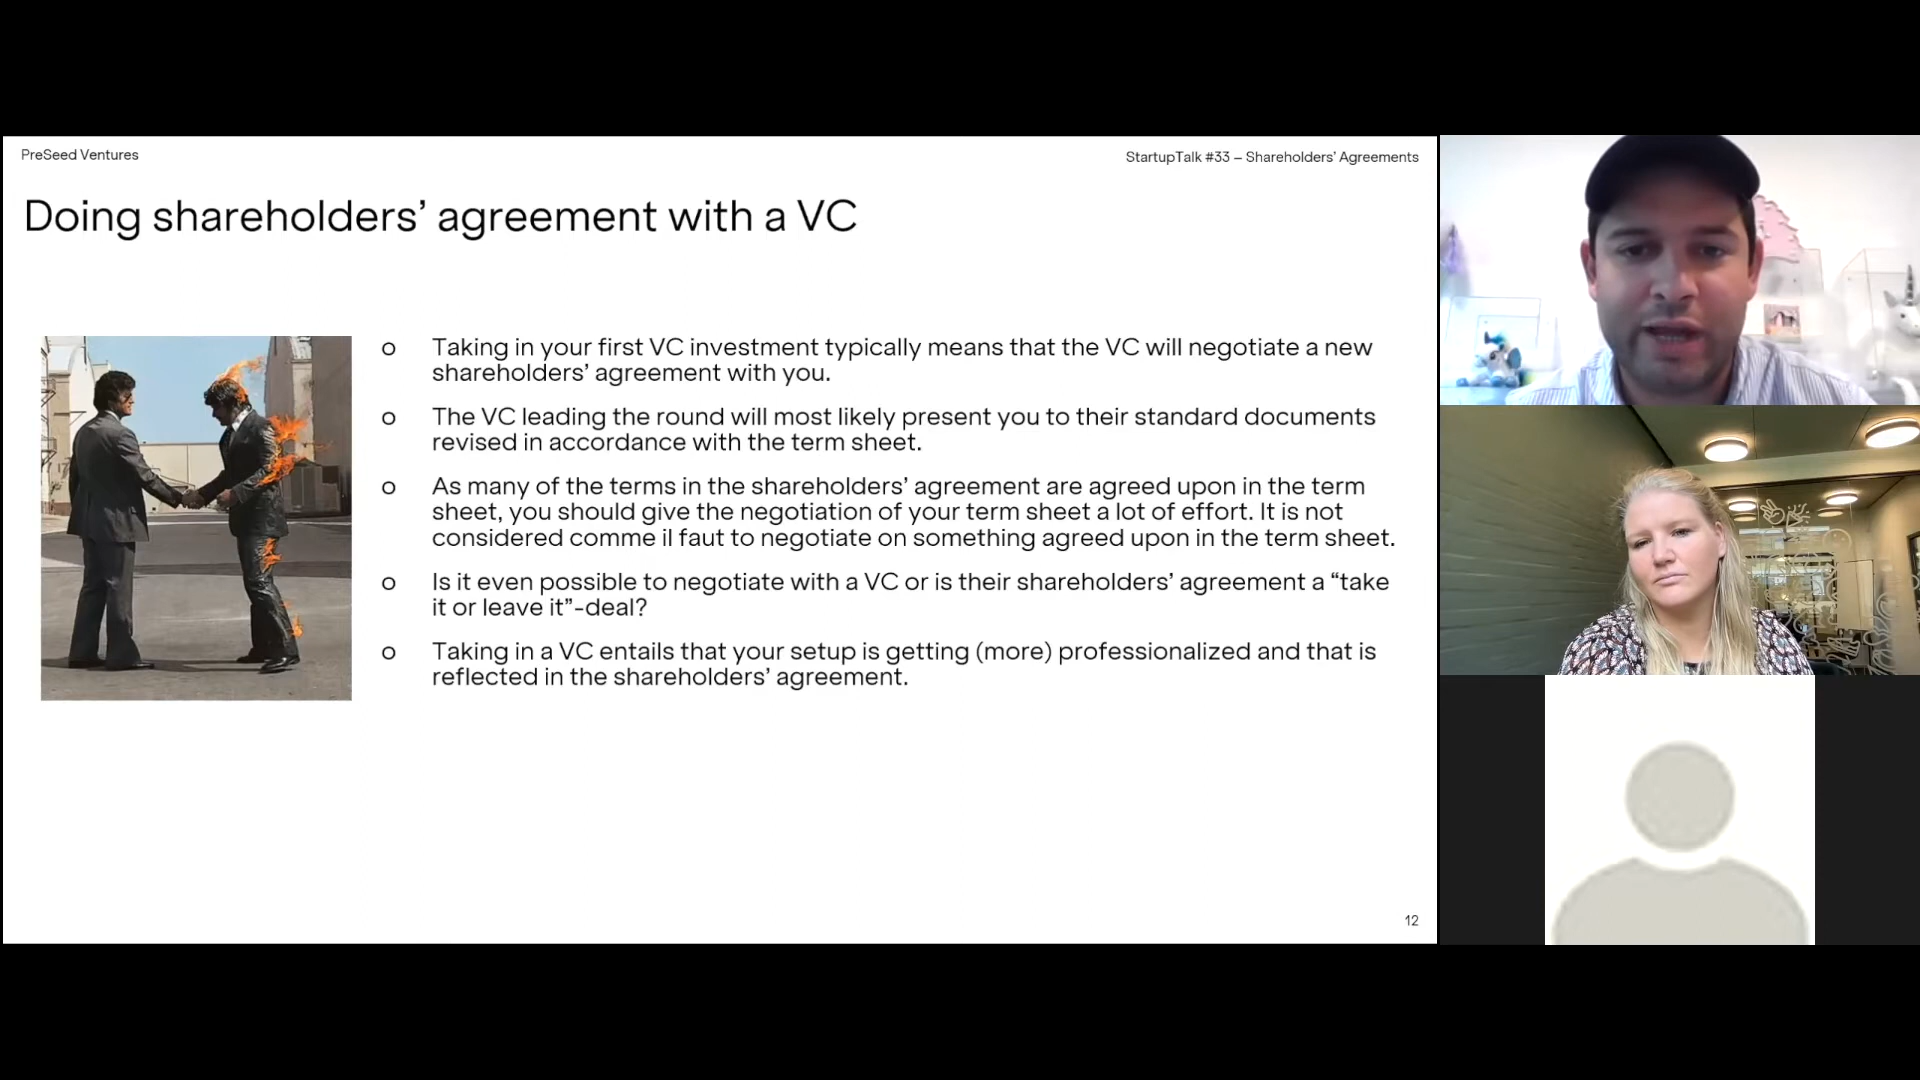 PreSeed Ventures
StartupTalk #33 – Shareholders’ Agreements
Doing shareholders’ agreement with a VC
o Taking in your first VC investment typically means that the VC will negotiate a new
shareholders’ agreement with you.
o The VC leading the round will most likely present you to their standard documents
revised in accordance with the term sheet.
o As many of the terms in the shareholders’ agreement are agreed upon in the term
sheet, you should give the negotiation of your term sheet a lot of effort. It is not
considered comme il faut to negotiate on something agreed upon in the term sheet.
o Is it even possible to negotiate with a VC or is their shareholders’ agreement a “take
it or leave it”-deal?
o Taking in a VC entails that your setup is getting (more) professionalized and that is
reflected in the shareholders’ agreement.
12